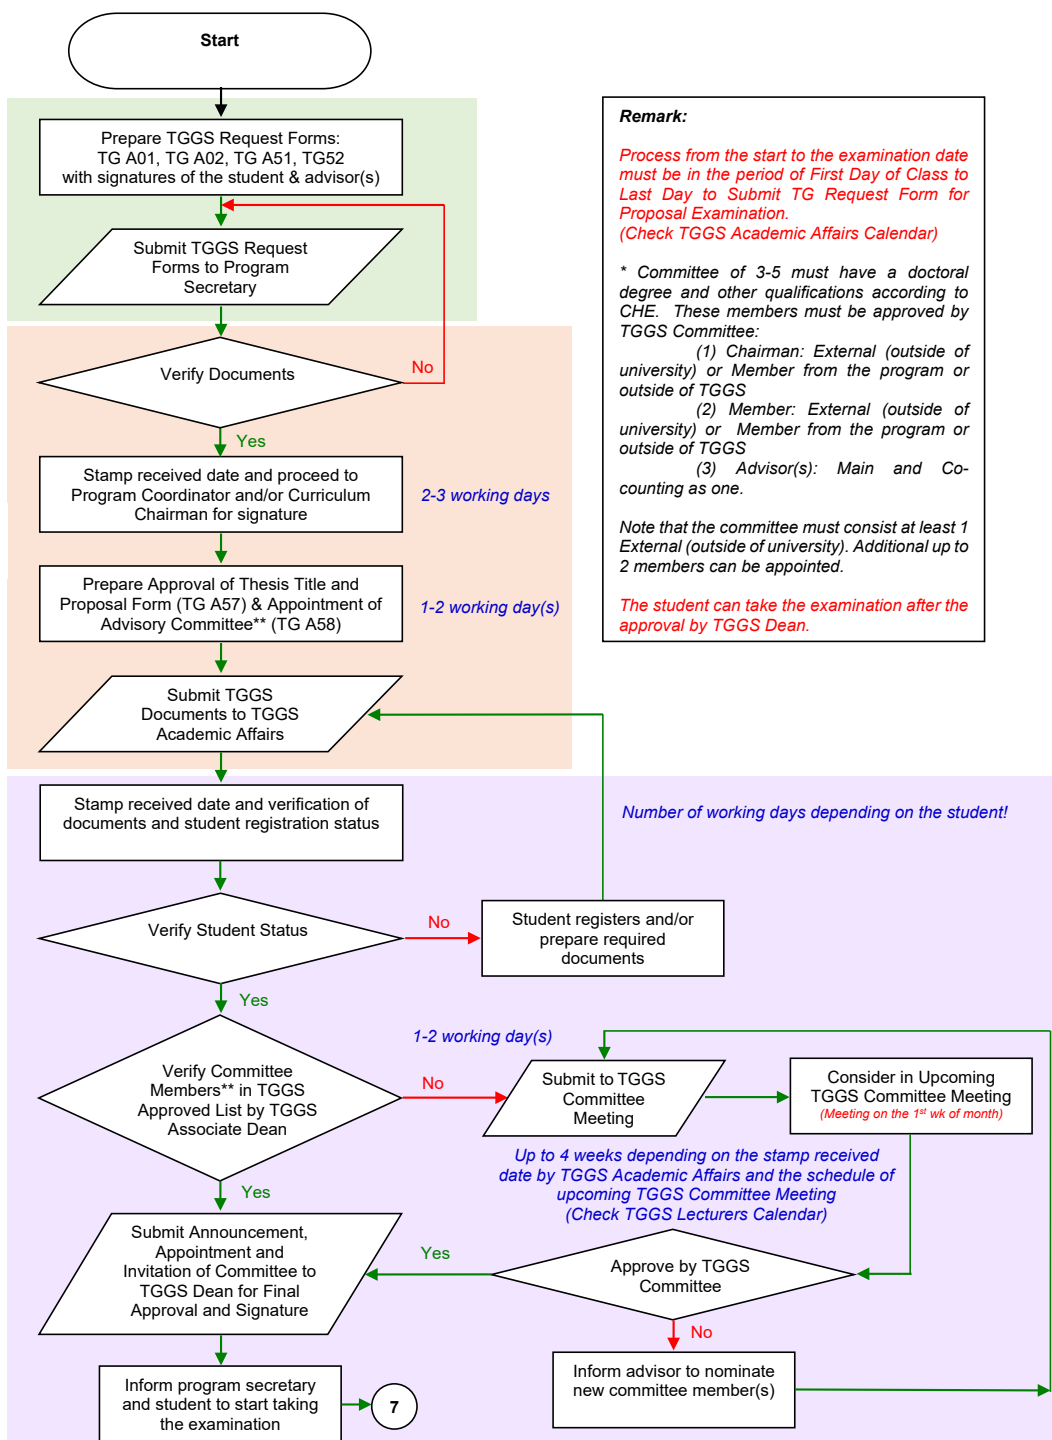 Start
Prepare TGGS Request Forms:
TG A01, TG A02, TG A51, TG52
with signatures of the student & advisor(s)
Submit TGGS Request
Forms to Program
Secretary
Verify Documents
No
Yes
Stamp received date and proceed to
Program Coordinator and/or Curriculum
Chairman for signature
2-3 working days
Prepare Approval of Thesis Title and
Proposal Form (TG A57) & Appointment of
Advisory Committee** (TG A58)
1-2 working day(s)
Submit TGGS
Documents to TGGS
Academic Affairs
Remark:
Process from the start to the examination date
must be in the period of First Day of Class to
Last Day to Submit TG Request Form for
Proposal Examination.
(Check TGGS Academic Affairs Calendar)
* Committee of 3-5 must have a doctoral
degree and other qualifications according to
CHE. These members must be approved by
TGGS Committee:
(1) Chairman: External (outside of
university) or Member from the program or
outside of TGGS
(2) Member: External (outside of
university) or Member from the program or
outside of TGGS
(3) Advisor(s): Main and Co-
counting as one.
Note that the committee must consist at least 1
External (outside of university). Additional up to
2 members can be appointed.
The student can take the examination after the
approval by TGGS Dean.
Stamp received date and verification of
documents and student registration status
Number of working days depending on the student!
Verify Student Status
No
Student registers and/or
prepare required
documents
Yes
1-2 working day(s)
Verify Committee
Members** in TGGS
Approved List by TGGS
Associate Dean
No
Submit to TGGS
Committee
Meeting
Consider in Upcoming
TGGS Committee Meeting
(Meeting on the 1st wk of month)
Up to 4 weeks depending on the stamp received
date by TGGS Academic Affairs and the schedule of
upcoming TGGS Committee Meeting
(Check TGGS Lecturers Calendar)
Yes
Submit Announcement,
Appointment and
Invitation of Committee to
TGGS Dean for Final
Approval and Signature
Yes
Approve by TGGS
Committee
No
Inform advisor to nominate
new committee member(s)
Inform program secretary
and student to start taking
the examination
7